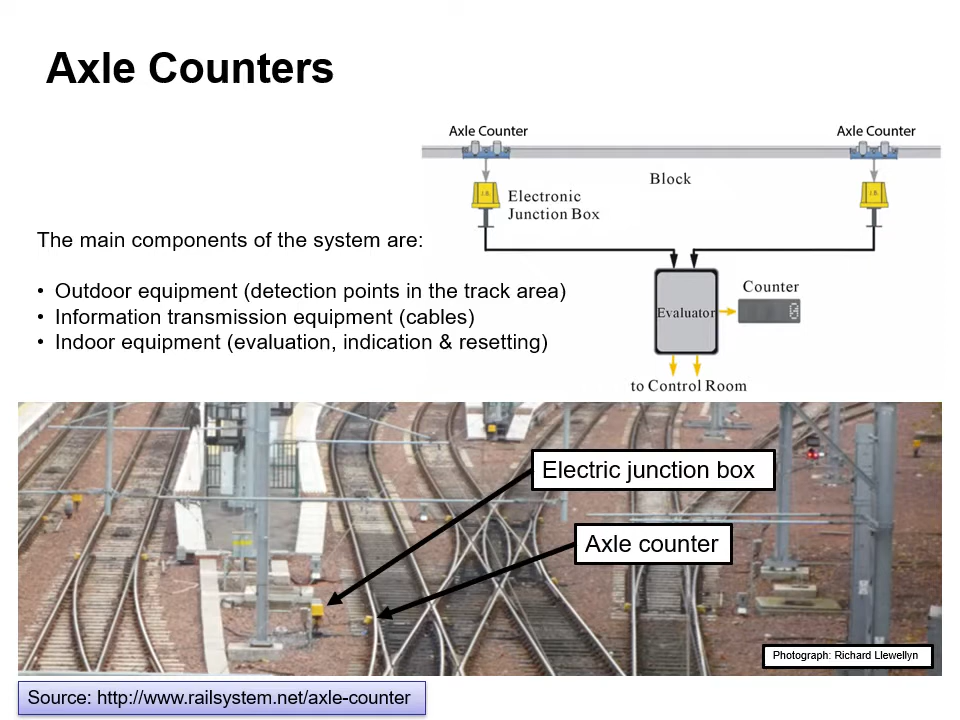 Axle Counters
Axle Counter
Axle Counter
Block
Electronic
Junction Box
The main components of the system are:
• Outdoor equipment (detection points in the track area)
• Information transmission equipment (cables)
• Indoor equipment (evaluation, indication & resetting)
Counter
Evaluator
to Control Room
Electric junction box
Axle counter
Photograph: Richard Llewellyn
Source: http://www.railsystem.net/axle-counter